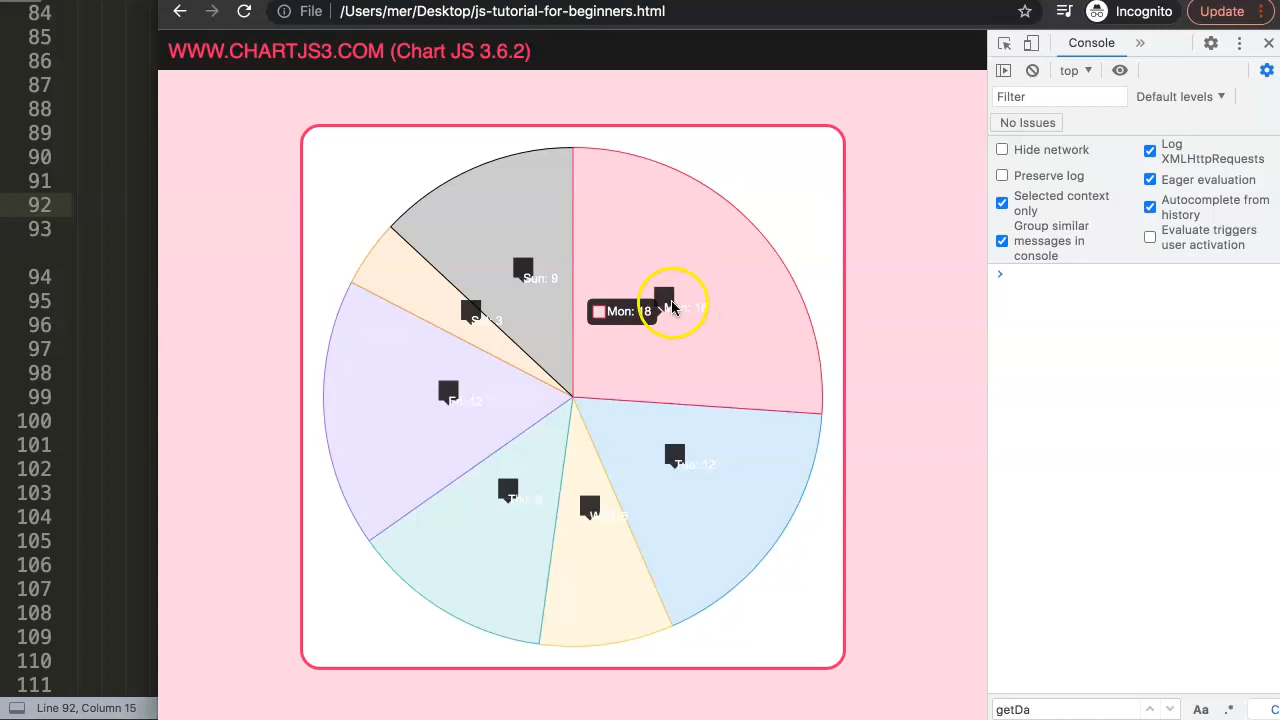 84
85
86
87
88
89
90
91
92
93
94
95
96
97
98
99
100
101
102
103
104
105
106
107
108
109
110
111
Line 92, Column 15
File /Users/mer/Desktop/js-tutorial-for-beginners.html
Incognito
Update
WWW.CHARTJS3.COM (Chart JS 3.6.2)
Sun: 9
Mon: 18
Fri: 12
Tue: 12
Console
top
Filter
Default levels
No Issues
Hide network
Log
XMLHttpRequests
Preserve log
Eager evaluation
Selected context
only
Autocomplete from
history
Group similar
messages in
console
Evaluate triggers
user activation
getDa
Aa
.*